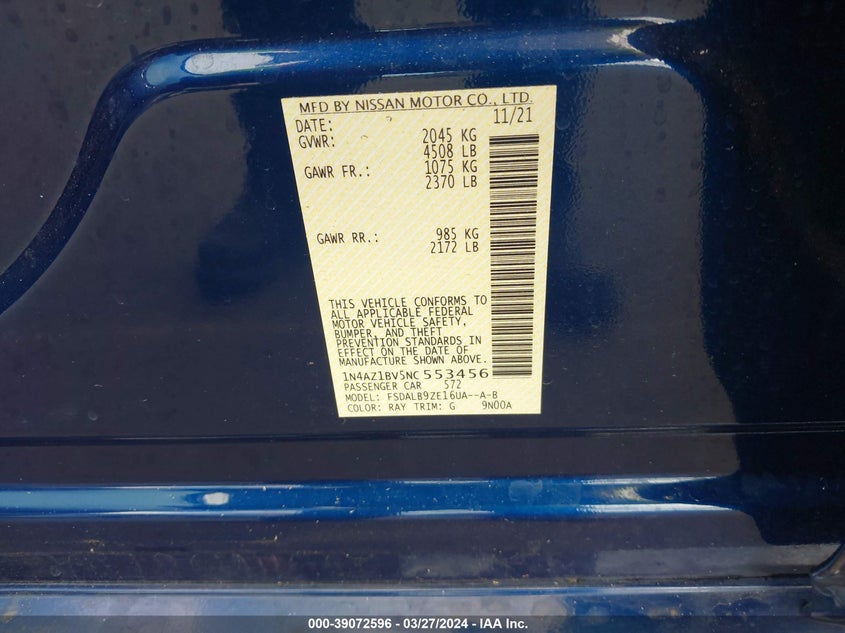 MFD BY NISSAN MOTOR CO., LTD.
DATE: 11/21
GVWR: 2045 KG
4508 LB
GAWR FR.: 1075 KG
2370 LB
GAWR RR.: 985 KG
2172 LB
THIS VEHICLE CONFORMS TO
ALL APPLICABLE FEDERAL
MOTOR VEHICLE SAFETY,
BUMPER, AND THEFT
PREVENTION STANDARDS IN
EFFECT ON THE DATE OF
MANUFACTURE SHOWN ABOVE.
1N4AZ1BV5NC 553456
PASSENGER CAR 572
MODEL: FSDALB9ZE16UA--A-B
COLOR: RAY TRIM: G 9N00A
000-39072596 - 03/27/2024 - IAA Inc.